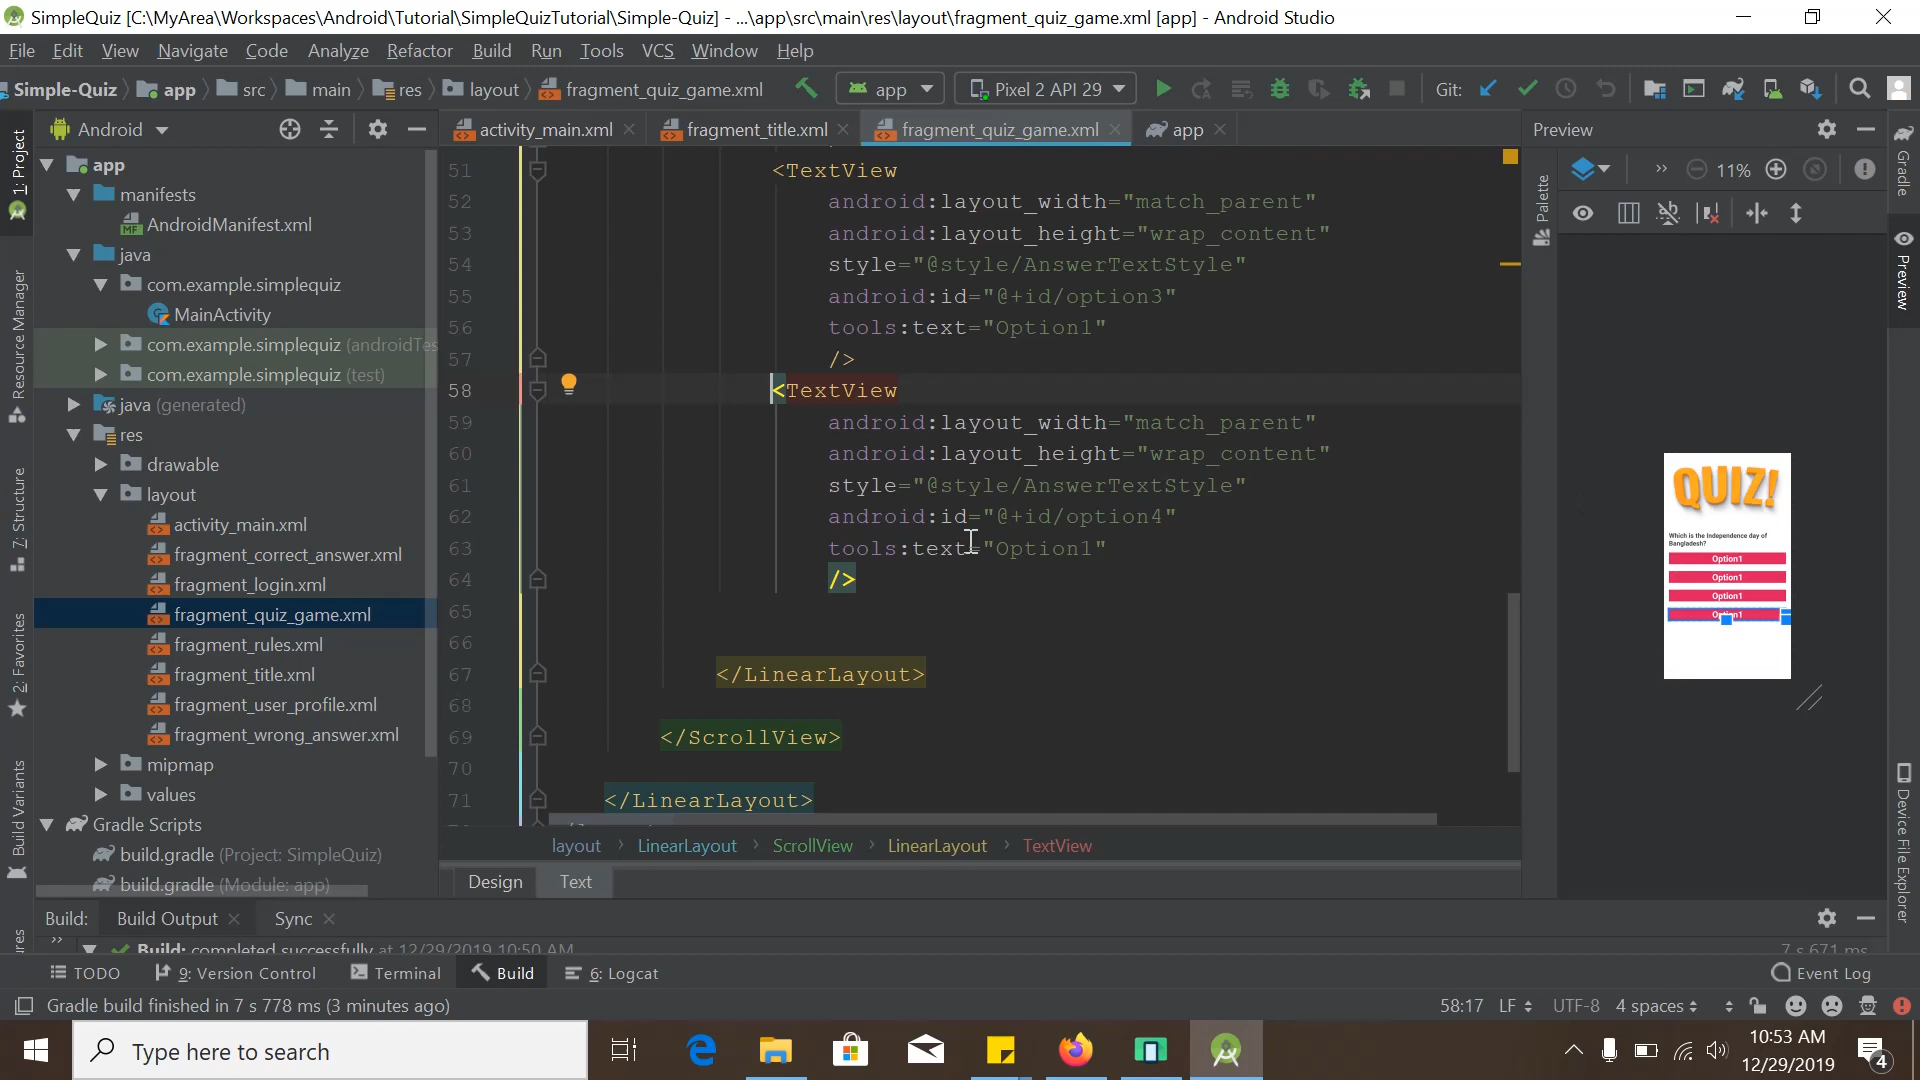 SimpleQuiz [C:\MyArea\Workspaces\Android\Tutorial\SimpleQuizTutorial\Simple-Quiz] - ...\app\src\main\res\layout\fragment_quiz_game.xml [app] - Android Studio
File Edit View Navigate Code Analyze Refactor Build Run Tools VCS Window Help
Simple-Quiz app src main res layout fragment_quiz_game.xml app Pixel 2 API 29 Git:
Android
activity_main.xml fragment_title.xml fragment_quiz_game.xml app
Preview
1: Project
Resource Manager
7: Structure
2: Favorites
Build Variants
app
manifests
AndroidManifest.xml
java
com.example.simplequiz
MainActivity
com.example.simplequiz (androidTes
com.example.simplequiz (test)
java (generated)
res
drawable
layout
activity_main.xml
fragment_correct_answer.xml
fragment_login.xml
fragment_quiz_game.xml
fragment_rules.xml
fragment_title.xml
fragment_user_profile.xml
fragment_wrong_answer.xml
mipmap
values
Gradle Scripts
build.gradle (Project: SimpleQuiz)
build.gradle (Module: app)
51 <TextView
52 android:layout_width="match_parent"
53 android:layout_height="wrap_content"
54 style="@style/AnswerTextStyle"
55 android:id="@+id/option3"
56 tools:text="Option1"
57 />
58 <TextView
59 android:layout_width="match_parent"
60 android:layout_height="wrap_content"
61 style="@style/AnswerTextStyle"
62 android:id="@+id/option4"
63 tools:text="Option1"
64 />
65
66
67 </LinearLayout>
68
69 </ScrollView>
70
71 </LinearLayout>
layout LinearLayout ScrollView LinearLayout TextView
Design Text
Palette
11%
QUIZ!
Which is the Independence day of
Bangladesh?
Option1
Option1
Option1
Gradle
Preview
Device File Explorer
Build: Build Output Sync
Build: completed successfully at 12/29/2019 10:50 AM
7 s 671 ms
TODO 9: Version Control Terminal Build 6: Logcat Event Log
Gradle build finished in 7 s 778 ms (3 minutes ago) 58:17 LF UTF-8 4 spaces
Type here to search
10:53 AM
12/29/2019
4